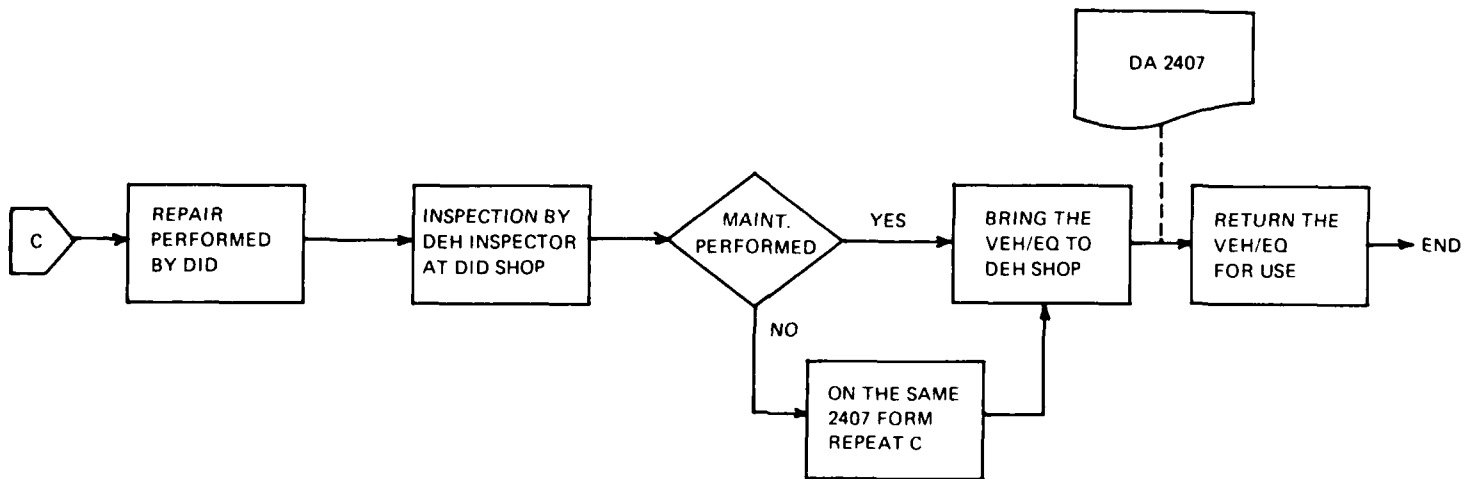 DA 2407
C
REPAIR
PERFORMED
BY DID
INSPECTION BY
DEH INSPECTOR
AT DID SHOP
MAINT.
PERFORMED
YES
BRING THE
VEH/EQ TO
DEH SHOP
RETURN THE
VEH/EQ
FOR USE
END
NO
ON THE SAME
2407 FORM
REPEAT C